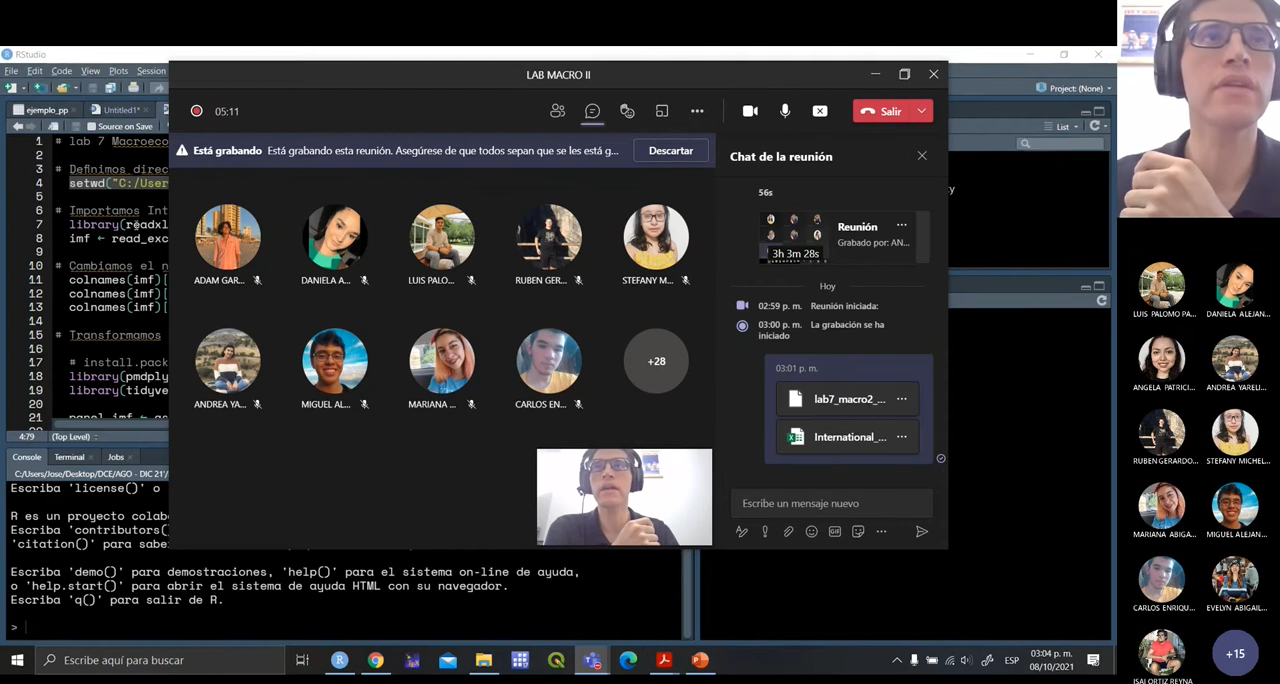 RStudio
File Edit Code View Plots Session
Project: (None)
ejemplo_pp
Untitled1*
Source on Save
List
1 # lab 7 Macroeco
2
3 # Definimos direc
4 setwd("C:/User
5
6 # Importamos Int
7 library(readxl
8 imf ← read_exc
9
10 # Cambiamos el n
11 colnames(imf)[
12 colnames(imf)[
13 colnames(imf)[
14
15 # Transformamos
16
17 # install.pack
18 library(pmdply
19 library(tidyve
20
21 panel_imf ← as
4:79 (Top Level)
Console Terminal Jobs
C:/Users/Jose/Desktop/DCE/AGO - DIC 21'/
Escriba 'license()' o
R es un proyecto colab
Escriba 'contributors(
'citation()' para sabe
Escriba 'demo()' para demostraciones, 'help()' para el sistema on-line de ayuda,
o 'help.start()' para abrir el sistema de ayuda HTML con su navegador.
Escriba 'q()' para salir de R.
>
LAB MACRO II
05:11
Salir
Está grabando Está grabando esta reunión. Asegúrese de que todos sepan que se les está g...
Descartar
ADAM GAR...
DANIELA A...
LUIS PALO...
RUBEN GER...
STEFANY M...
ANDREA YA...
MIGUEL AL...
MARIANA ...
CARLOS EN...
+28
Chat de la reunión
56s
Reunión
Grabado por: AN...
3h 3m 28s
Hoy
02:59 p. m. Reunión iniciada:
03:00 p. m. La grabación se ha
iniciado
03:01 p. m.
lab7_macro2_...
International_...
Escribe un mensaje nuevo
GIF
LUIS PALOMO PA...
DANIELA ALEJAN...
ANGELA PATRICI...
ANDREA YARELI...
RUBEN GERARDO...
STEFANY MICHEL...
MARIANA ABIGA...
MIGUEL ALEJAN...
CARLOS ENRIQU...
EVELYN ABIGAIL...
ISAI ORTIZ REYNA
+15
Escribe aquí para buscar
ESP
03:04 p. m.
08/10/2021